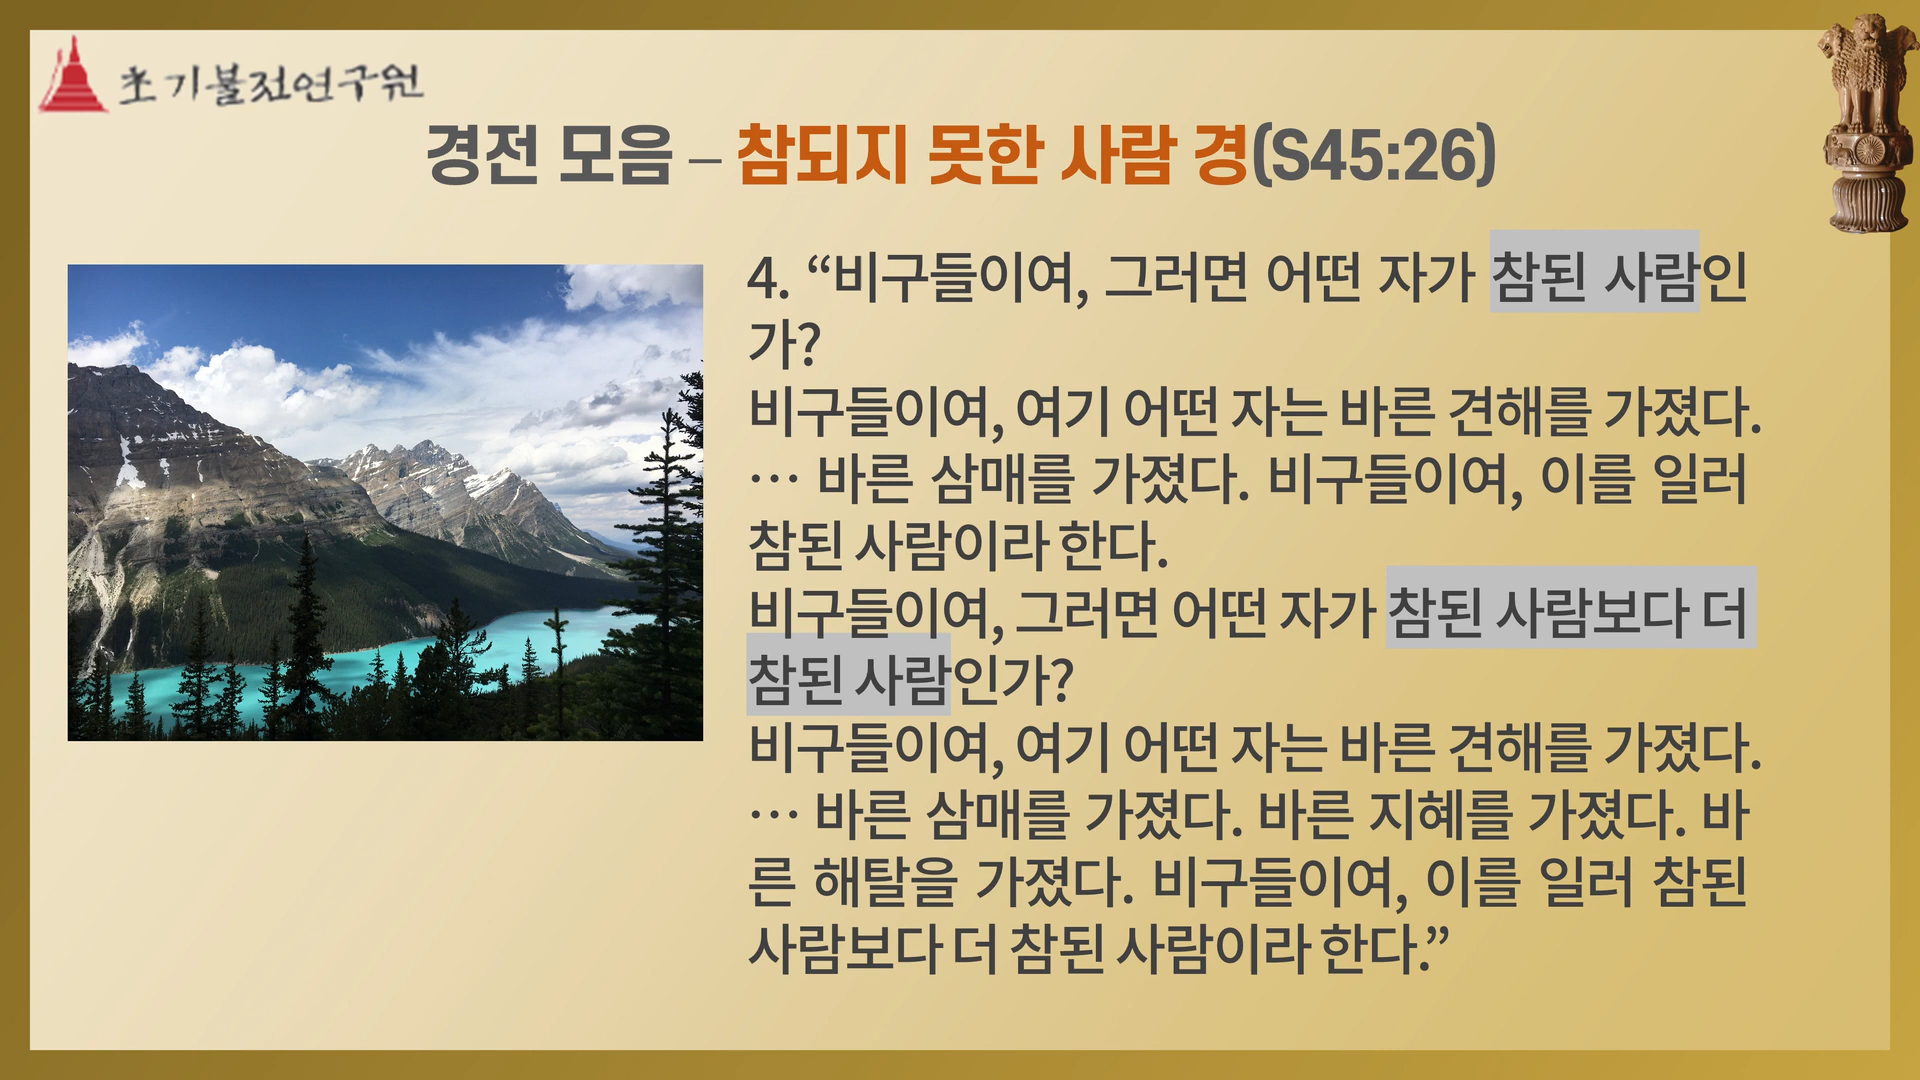 초기불전연구원
경전 모음 – 참되지 못한 사람 경(S45:26)
4. “비구들이여, 그러면 어떤 자가 참된 사람인
가?
비구들이여, 여기 어떤 자는 바른 견해를 가졌다.
… 바른 삼매를 가졌다. 비구들이여, 이를 일러
참된 사람이라 한다.
비구들이여, 그러면 어떤 자가 참된 사람보다 더
참된 사람인가?
비구들이여, 여기 어떤 자는 바른 견해를 가졌다.
… 바른 삼매를 가졌다. 바른 지혜를 가졌다. 바
른 해탈을 가졌다. 비구들이여, 이를 일러 참된
사람보다 더 참된 사람이라 한다.”